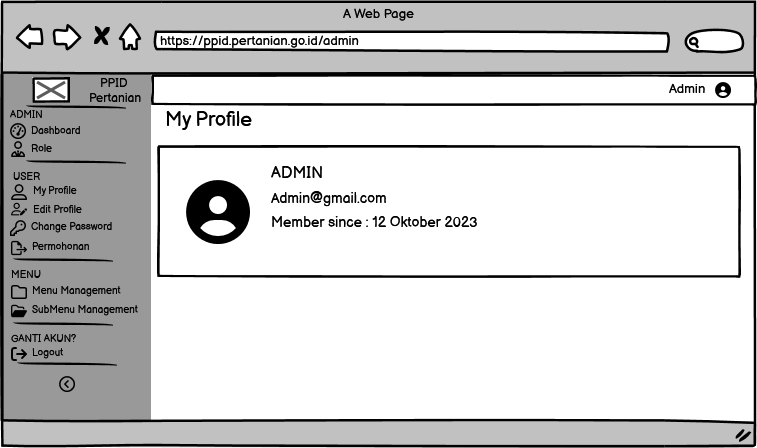 A Web Page
https://ppid.pertanian.go.id/admin
PPID
Pertanian
Admin
ADMIN
Dashboard
Role
USER
My Profile
Edit Profile
Change Password
Permohonan
MENU
Menu Management
SubMenu Management
GANTI AKUN?
Logout
My Profile
ADMIN
Admin@gmail.com
Member since : 12 Oktober 2023